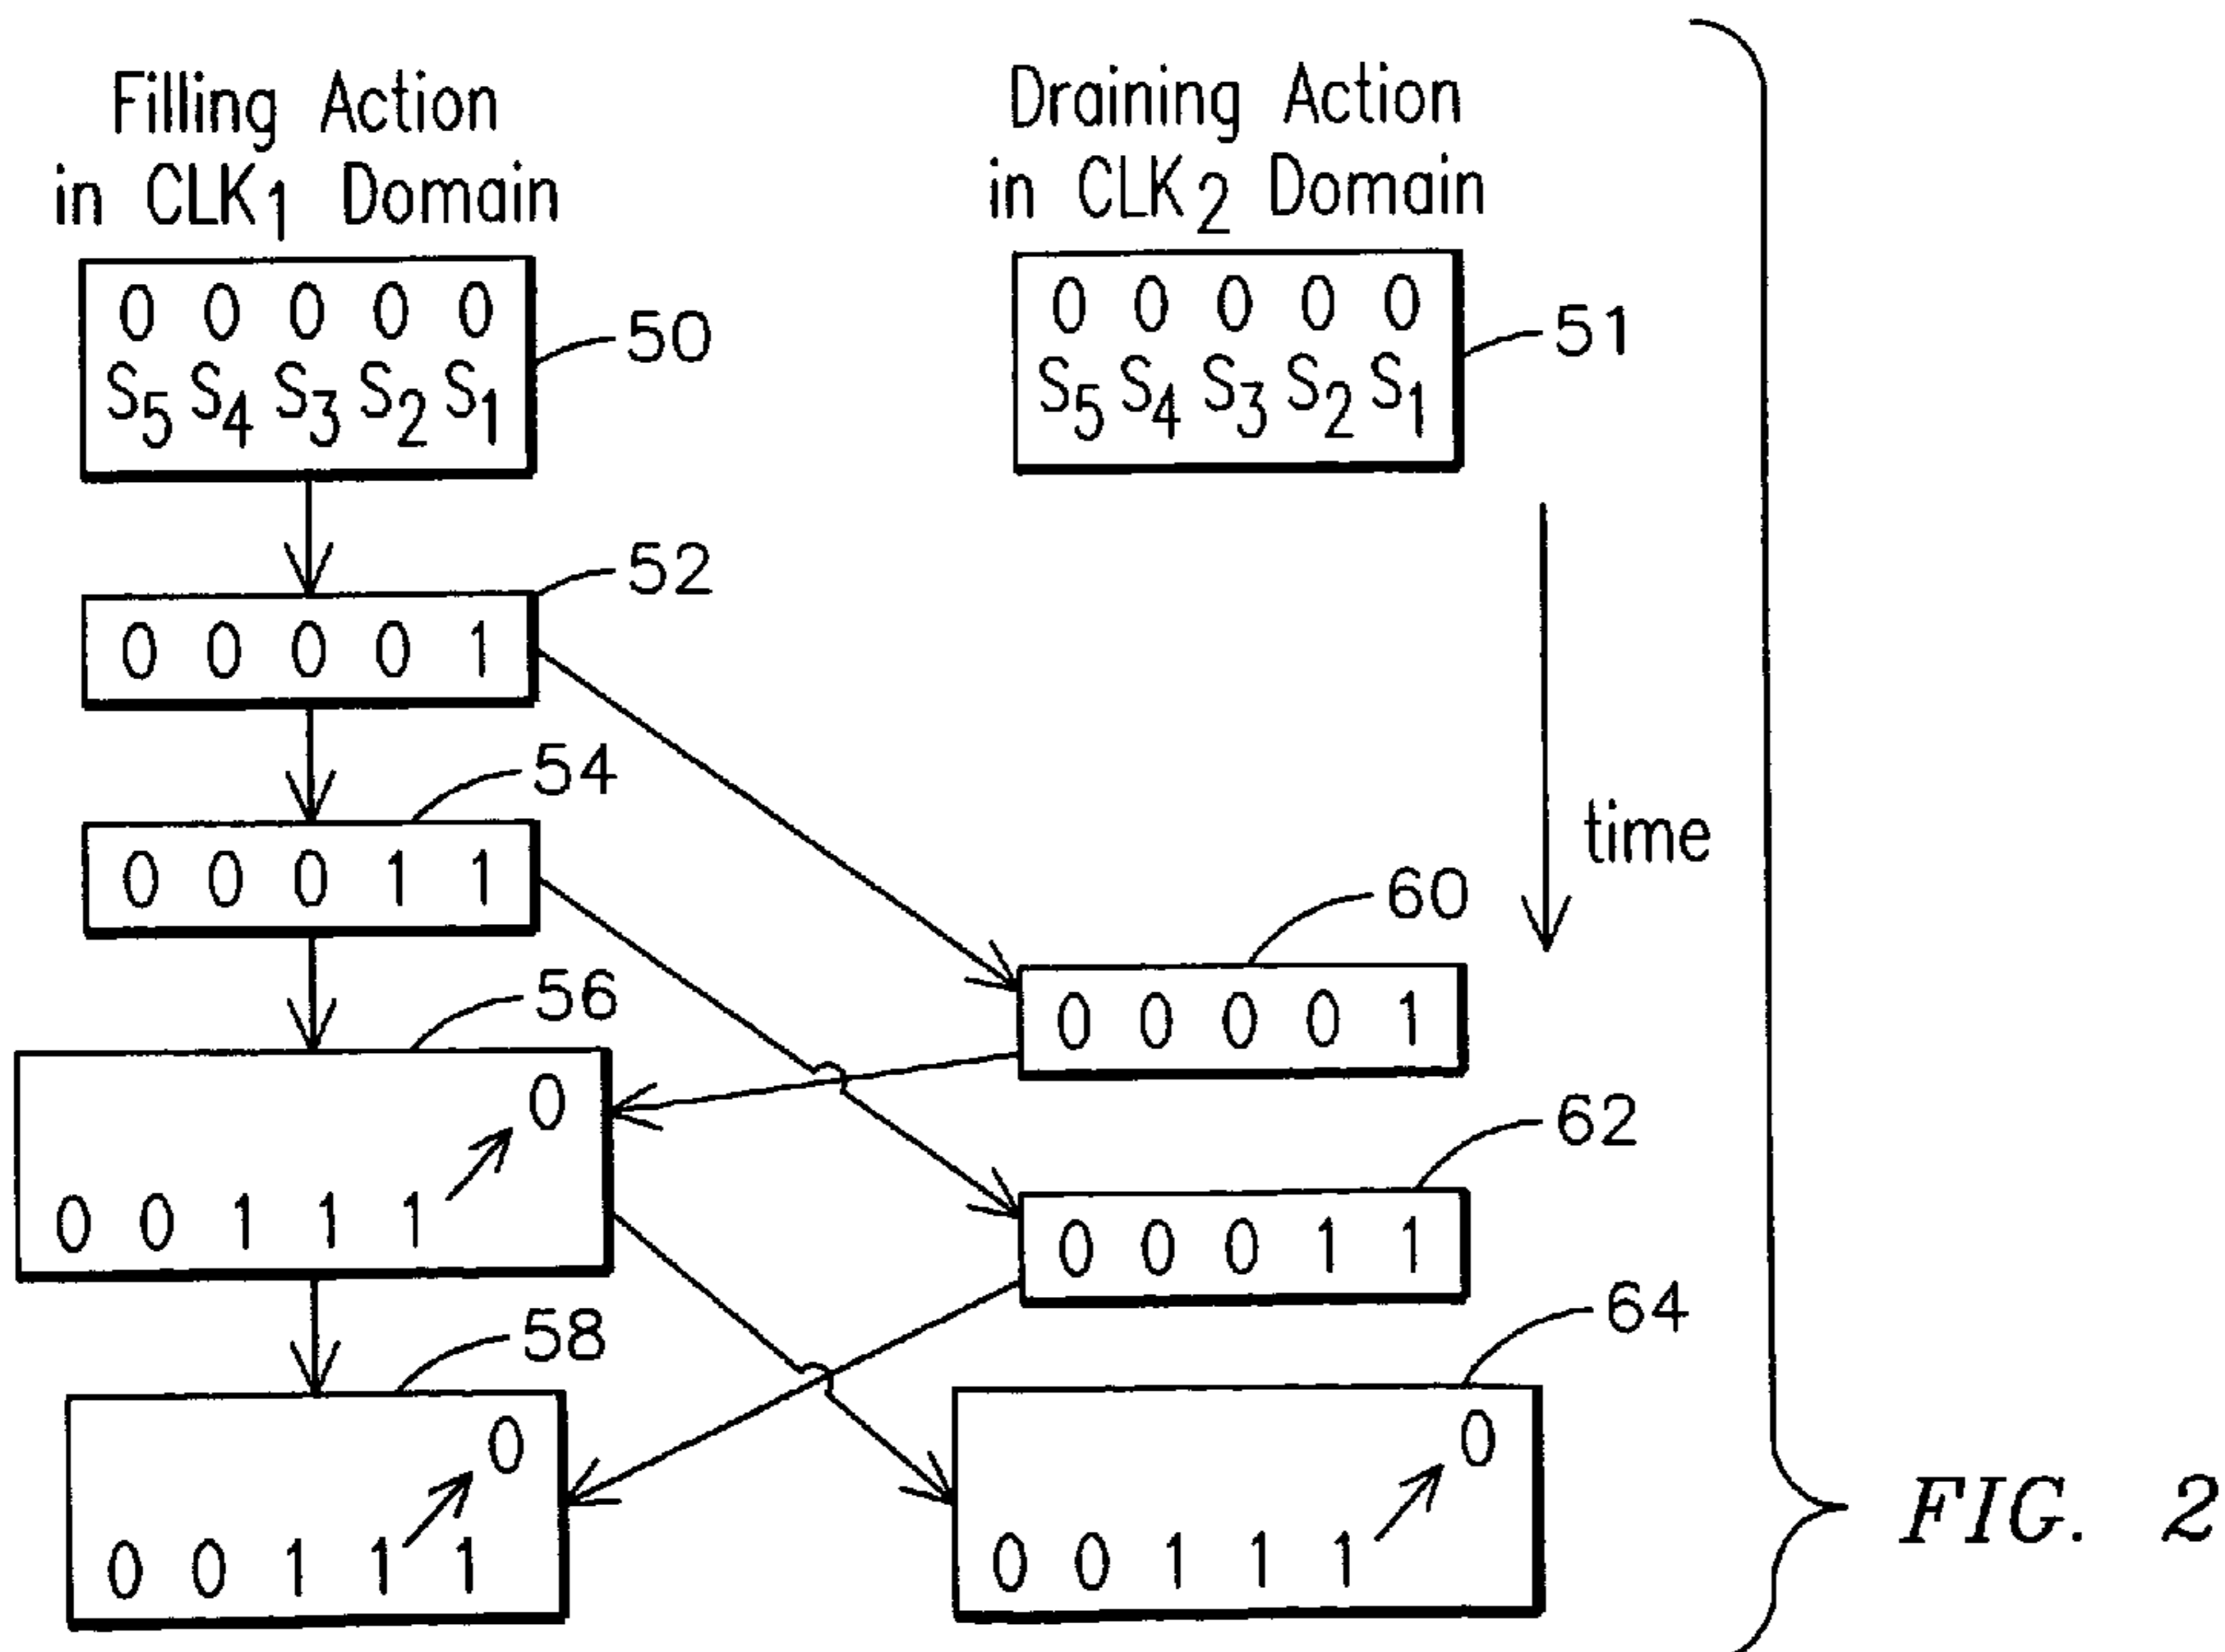 Filling Action
in CLK₁ Domain
0 0 0 0 0
S₅ S₄ S₃ S₂ S₁
50
Draining Action
in CLK₂ Domain
0 0 0 0 0
S₅ S₄ S₃ S₂ S₁
51
52
0 0 0 0 1
54
0 0 0 1 1
time
60
0 0 0 0 1
56
0
0 0 1 1 1
62
0 0 0 1 1
58
0
0 0 1 1 1
64
0
0 0 1 1 1
FIG. 2